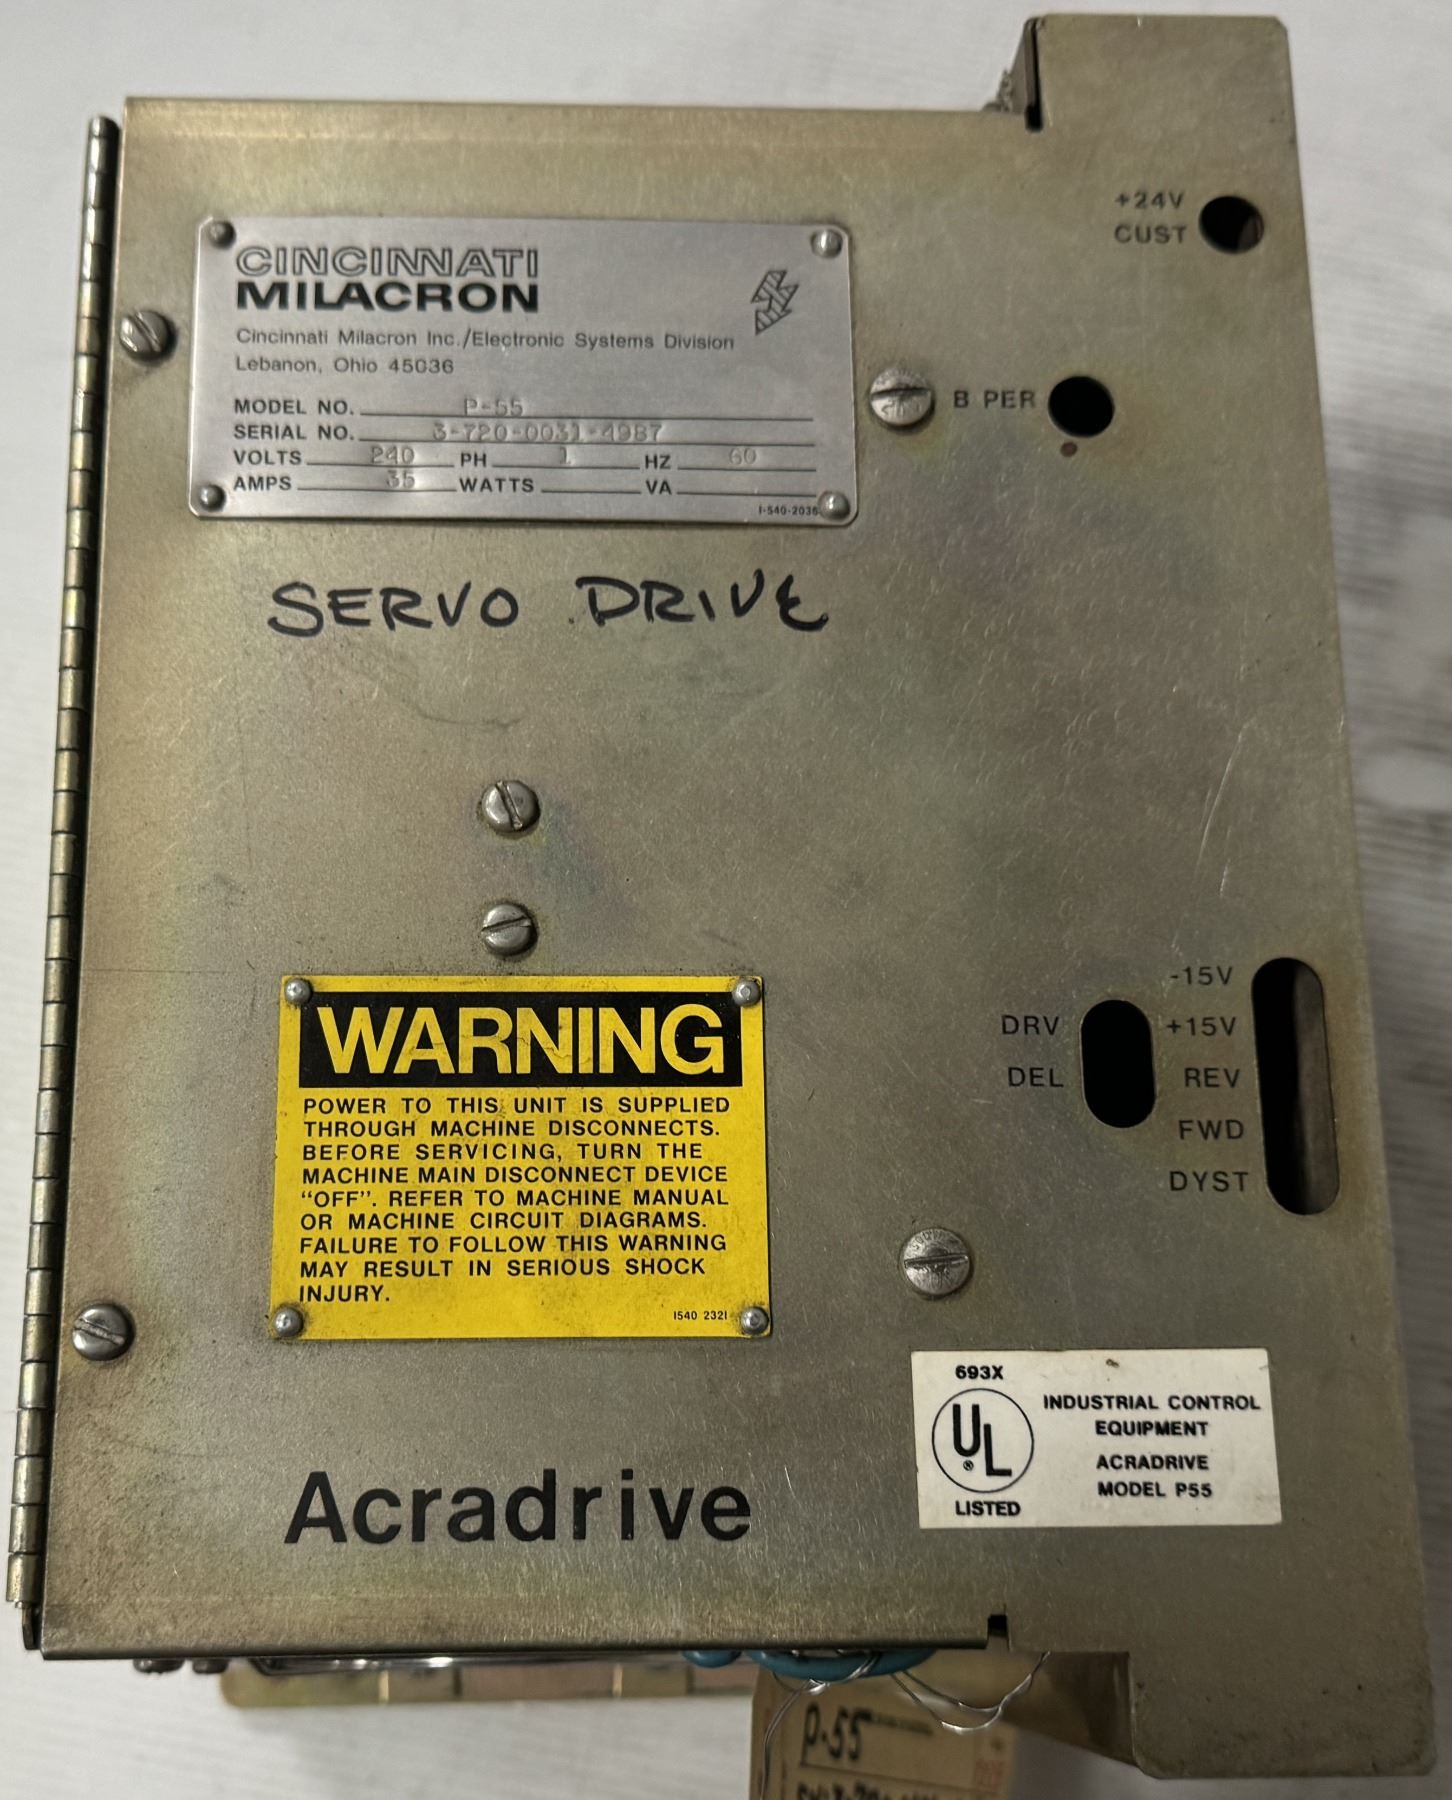 +24V
CUST
CINCINNATI
MILACRON
Cincinnati Milacron Inc./Electronic Systems Division
Lebanon, Ohio 45036
MODEL NO. P-55
SERIAL NO. 3-720-0031-4987
VOLTS 240 PH 1 HZ 60
AMPS 35 WATTS VA
1-540-2036
B PER
SERVO DRIVE
-15V
DRV +15V
DEL REV
FWD
DYST
WARNING
POWER TO THIS UNIT IS SUPPLIED
THROUGH MACHINE DISCONNECTS.
BEFORE SERVICING, TURN THE
MACHINE MAIN DISCONNECT DEVICE
“OFF”. REFER TO MACHINE MANUAL
OR MACHINE CIRCUIT DIAGRAMS.
FAILURE TO FOLLOW THIS WARNING
MAY RESULT IN SERIOUS SHOCK
INJURY.
1540 2321
693X
UL
®
LISTED
INDUSTRIAL CONTROL
EQUIPMENT
ACRADRIVE
MODEL P55
Acradrive
P-55